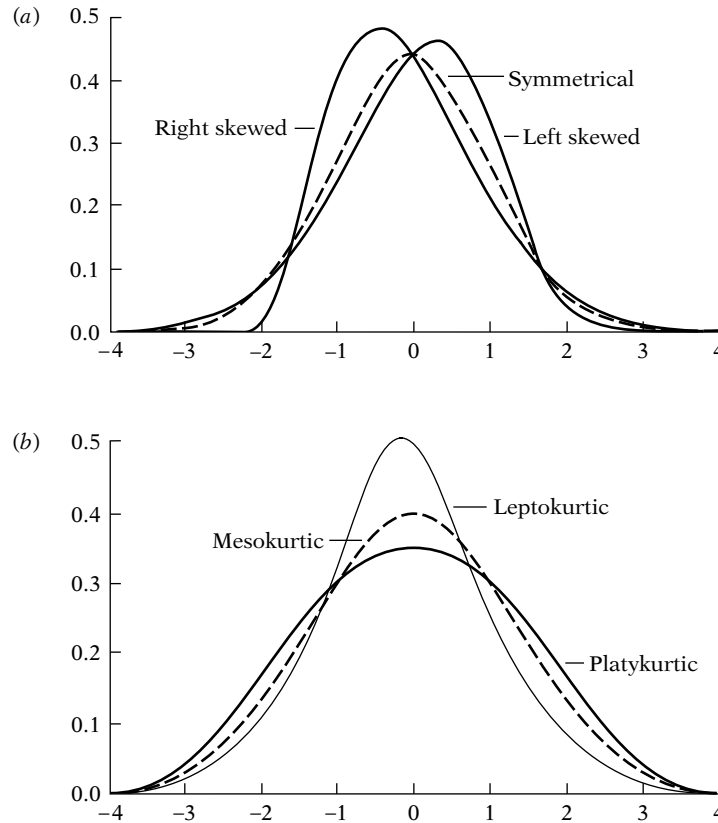 (a)
0.5
0.4
Symmetrical
Right skewed
Left skewed
0.3
0.2
0.1
0.0
–4 –3 –2 –1 0 1 2 3 4
(b)
0.5
Leptokurtic
0.4
Mesokurtic
0.3
0.2
Platykurtic
0.1
0.0
–4 –3 –2 –1 0 1 2 3 4